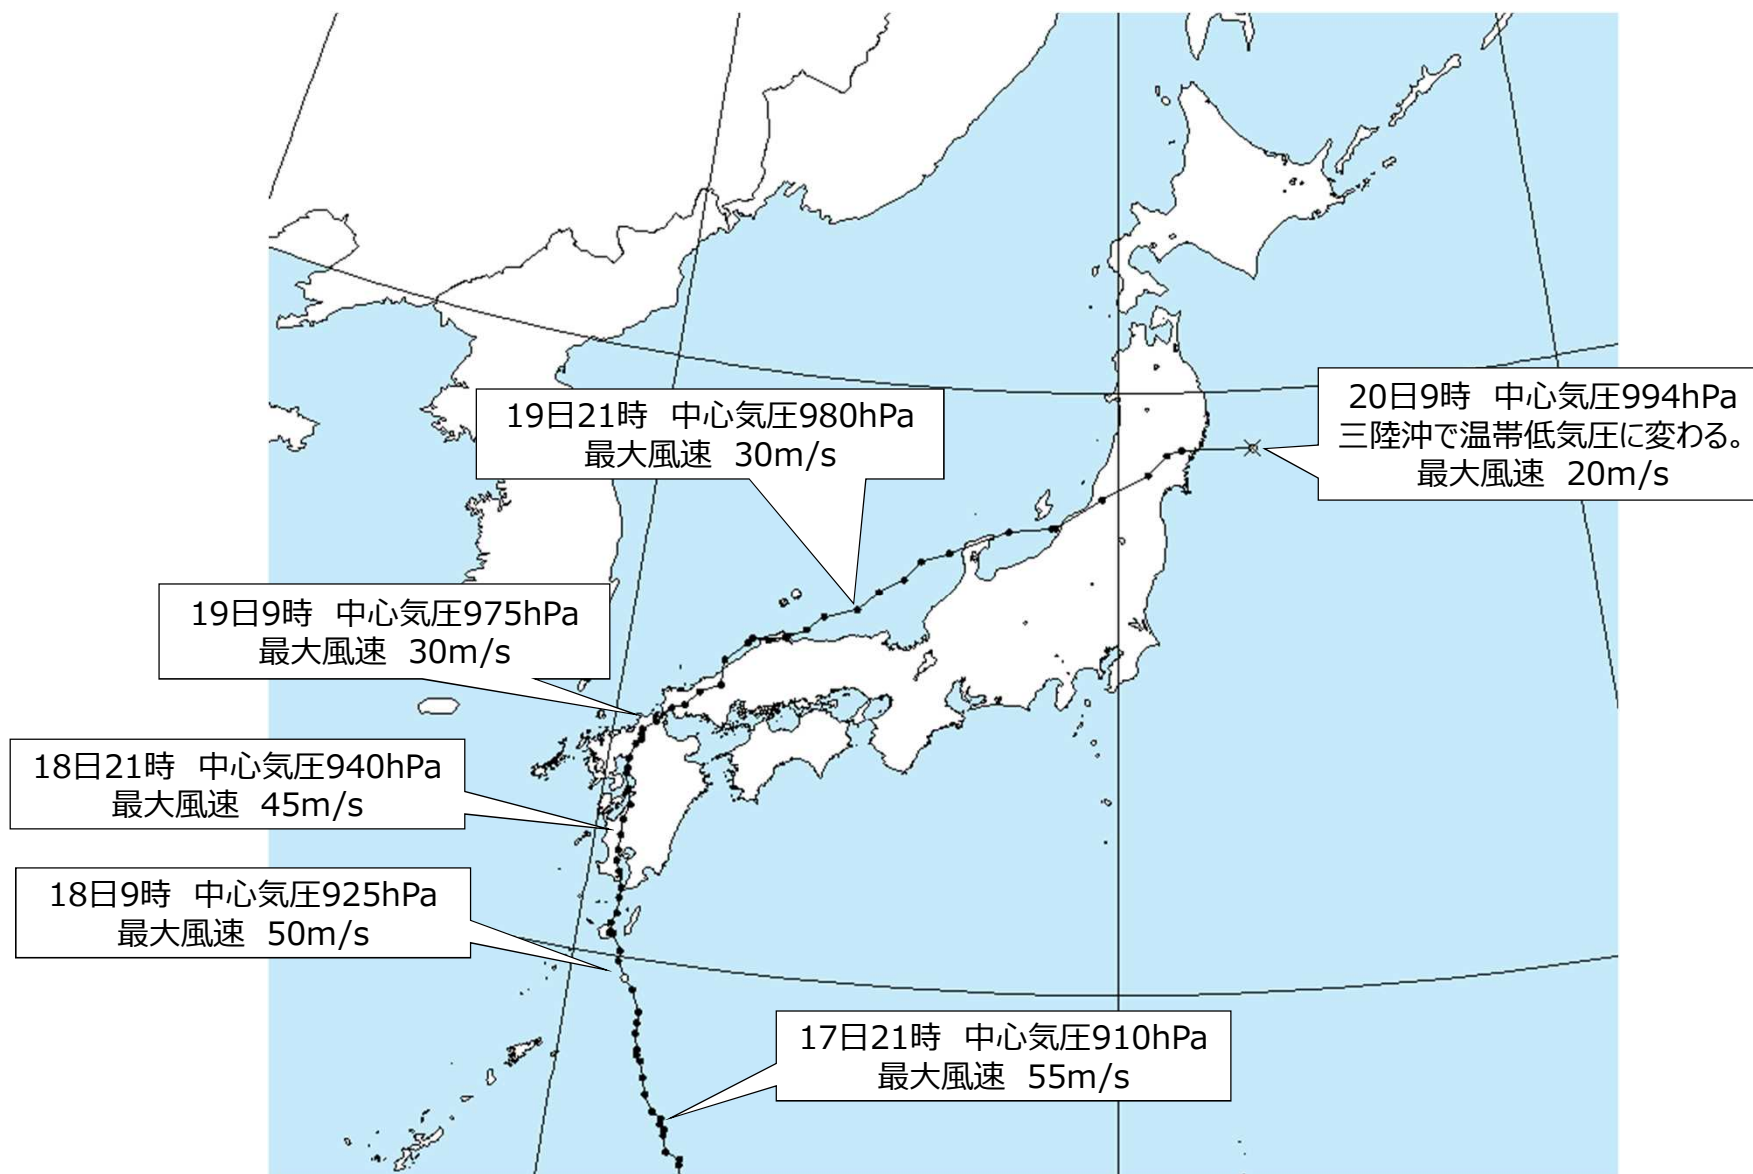 19日21時 中心気圧980hPa
最大風速 30m/s
20日9時 中心気圧994hPa
三陸沖で温帯低気圧に変わる。
最大風速 20m/s
19日9時 中心気圧975hPa
最大風速 30m/s
18日21時 中心気圧940hPa
最大風速 45m/s
18日9時 中心気圧925hPa
最大風速 50m/s
17日21時 中心気圧910hPa
最大風速 55m/s